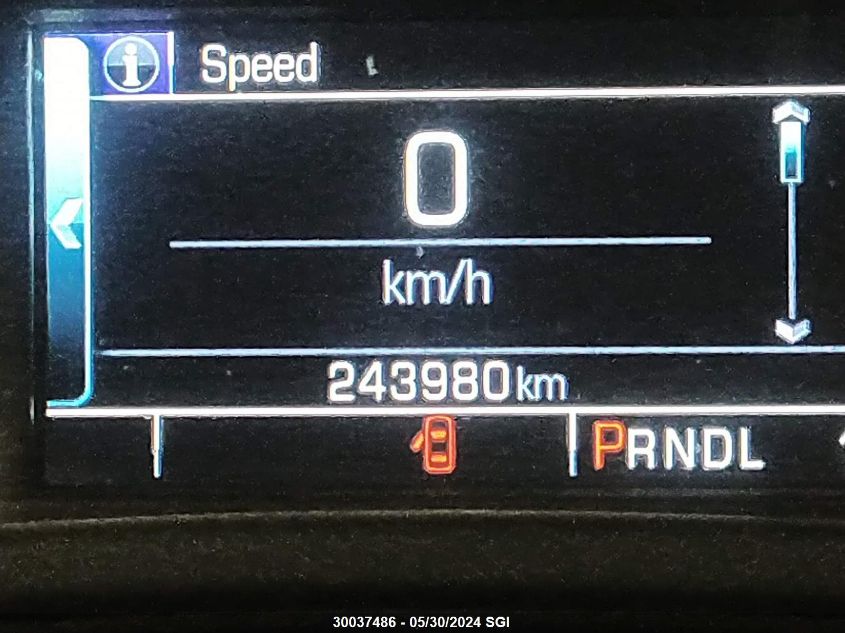 i Speed
0
km/h
243980 km
PRNDL
30037486 - 05/30/2024 SGI